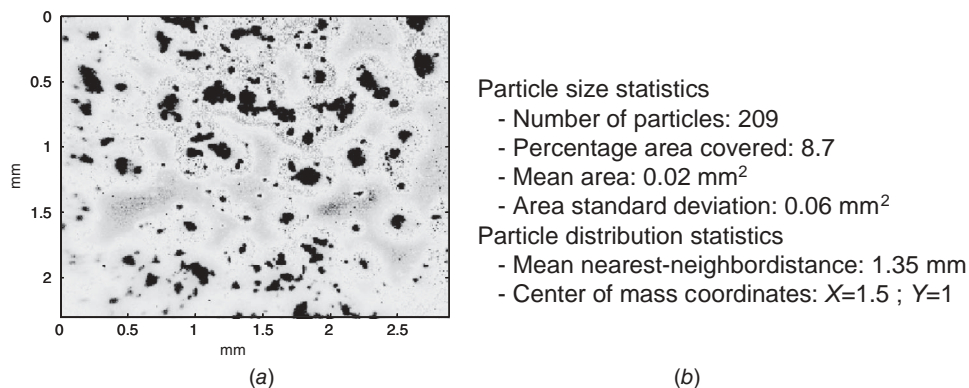 0
0.5
1
1.5
2
mm
0
0.5
1
1.5
2
2.5
mm
(a)
Particle size statistics
- Number of particles: 209
- Percentage area covered: 8.7
- Mean area: 0.02 mm²
- Area standard deviation: 0.06 mm²
Particle distribution statistics
- Mean nearest-neighbordistance: 1.35 mm
- Center of mass coordinates: X=1.5 ; Y=1
(b)